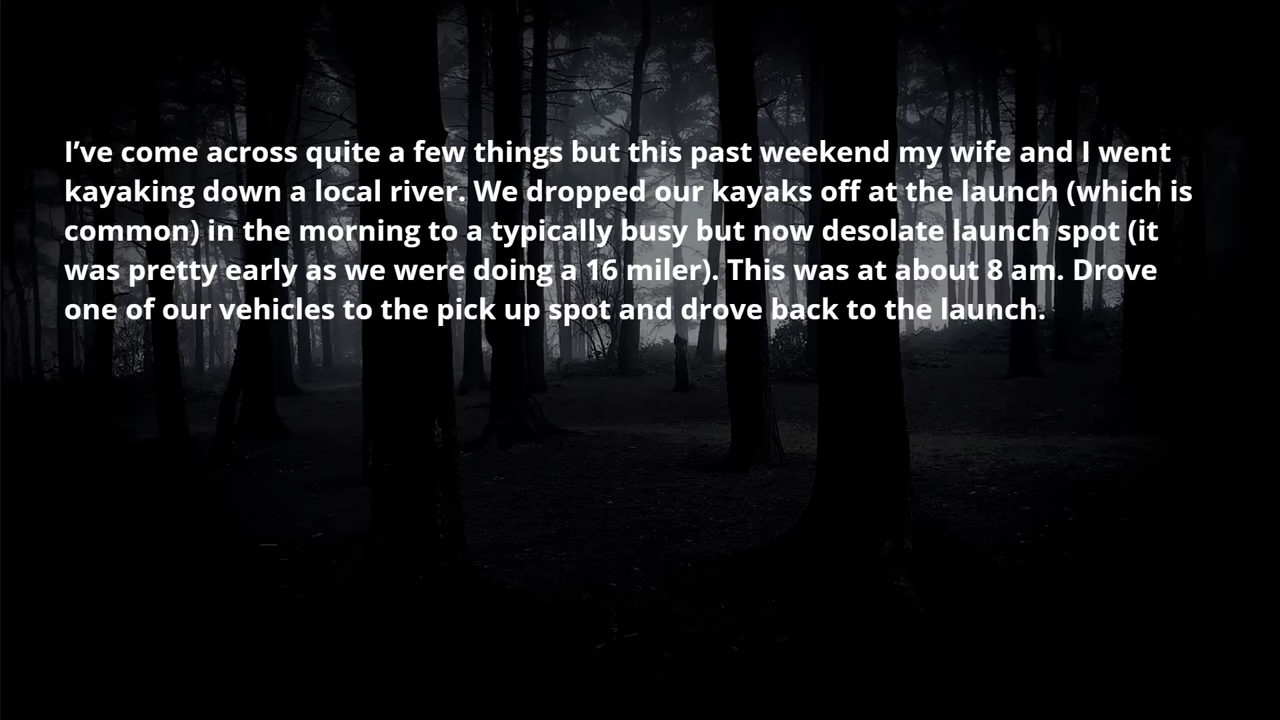 I’ve come across quite a few things but this past weekend my wife and I went
kayaking down a local river. We dropped our kayaks off at the launch (which is
common) in the morning to a typically busy but now desolate launch spot (it
was pretty early as we were doing a 16 miler). This was at about 8 am. Drove
one of our vehicles to the pick up spot and drove back to the launch.